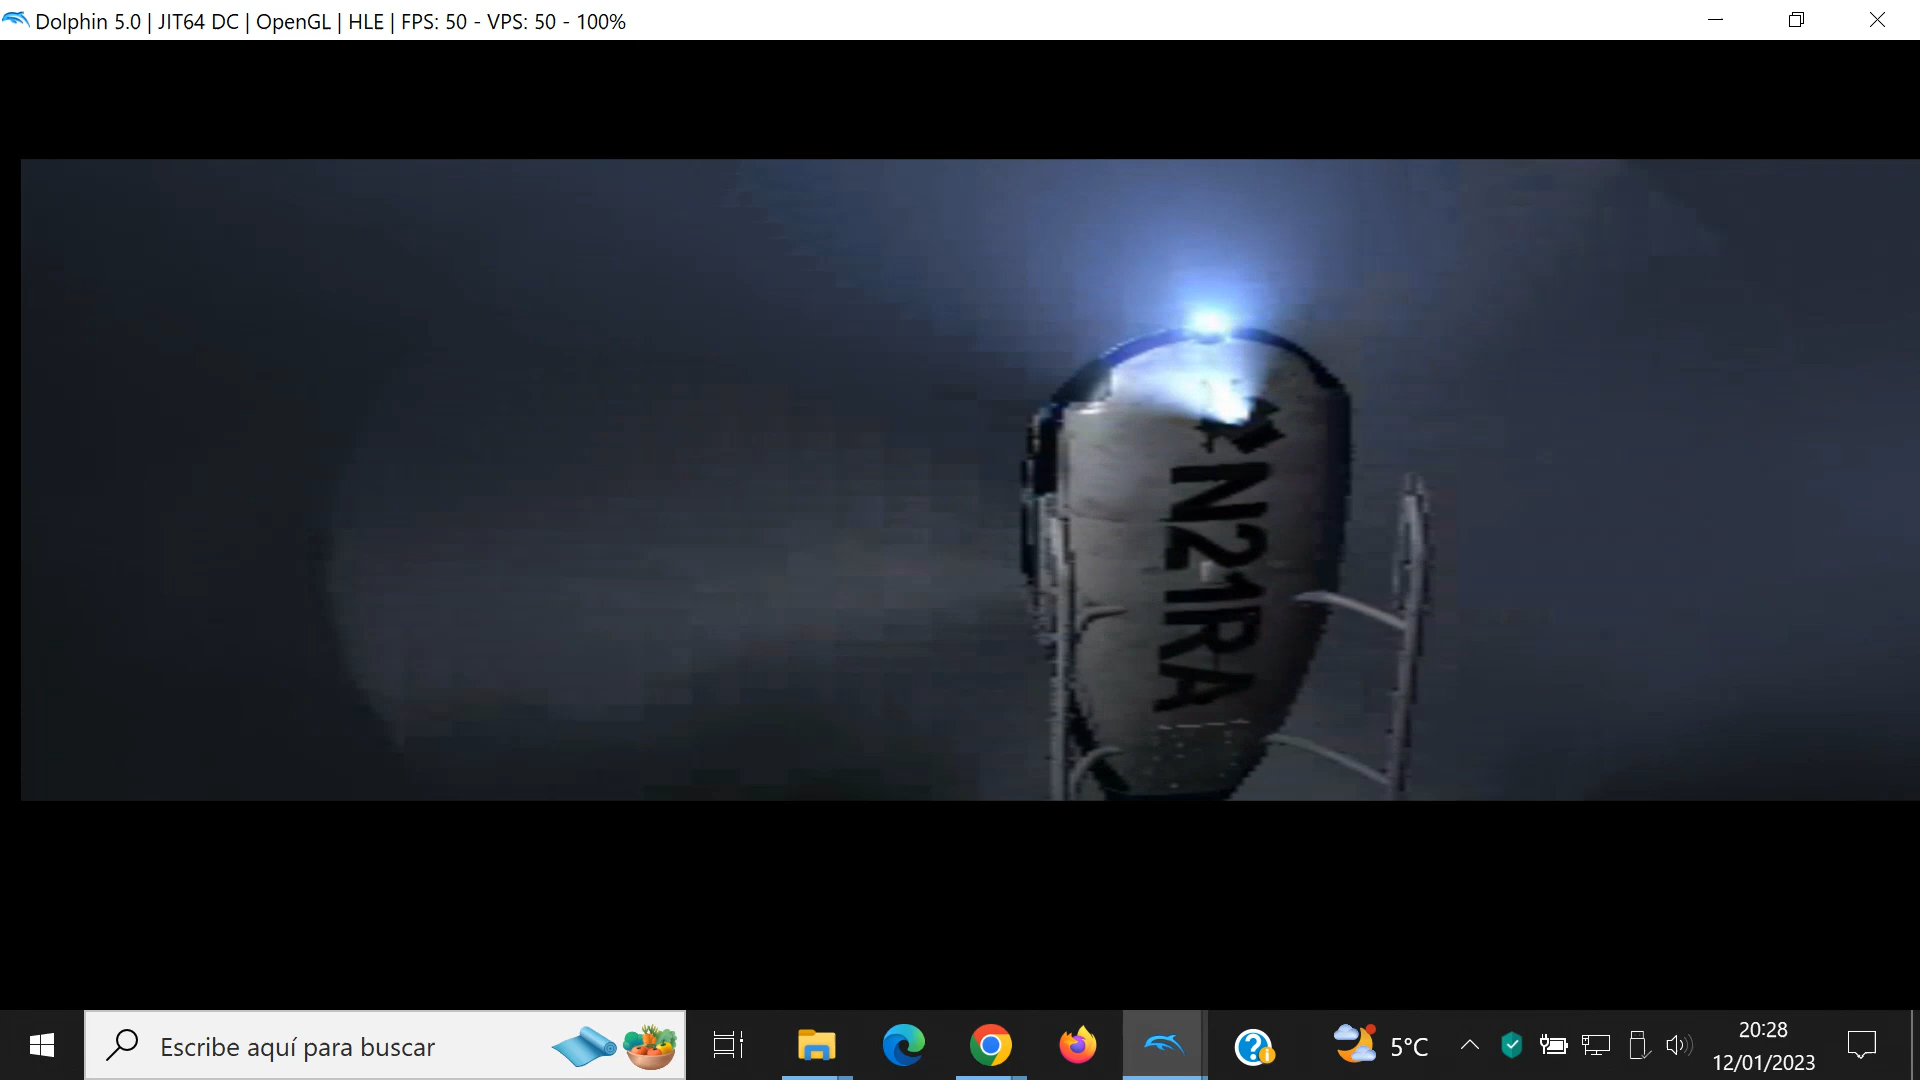 Dolphin 5.0 | JIT64 DC | OpenGL | HLE | FPS: 50 - VPS: 50 - 100%
N21RA
Escribe aquí para buscar
5°C
20:28
12/01/2023